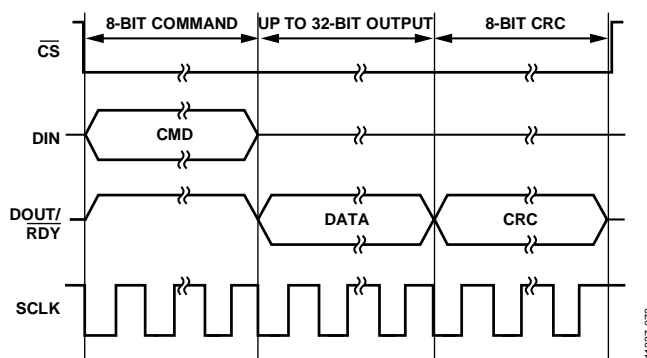 8-BIT COMMAND
UP TO 32-BIT OUTPUT
8-BIT CRC
CS
DIN
CMD
DOUT/
RDY
DATA
CRC
SCLK